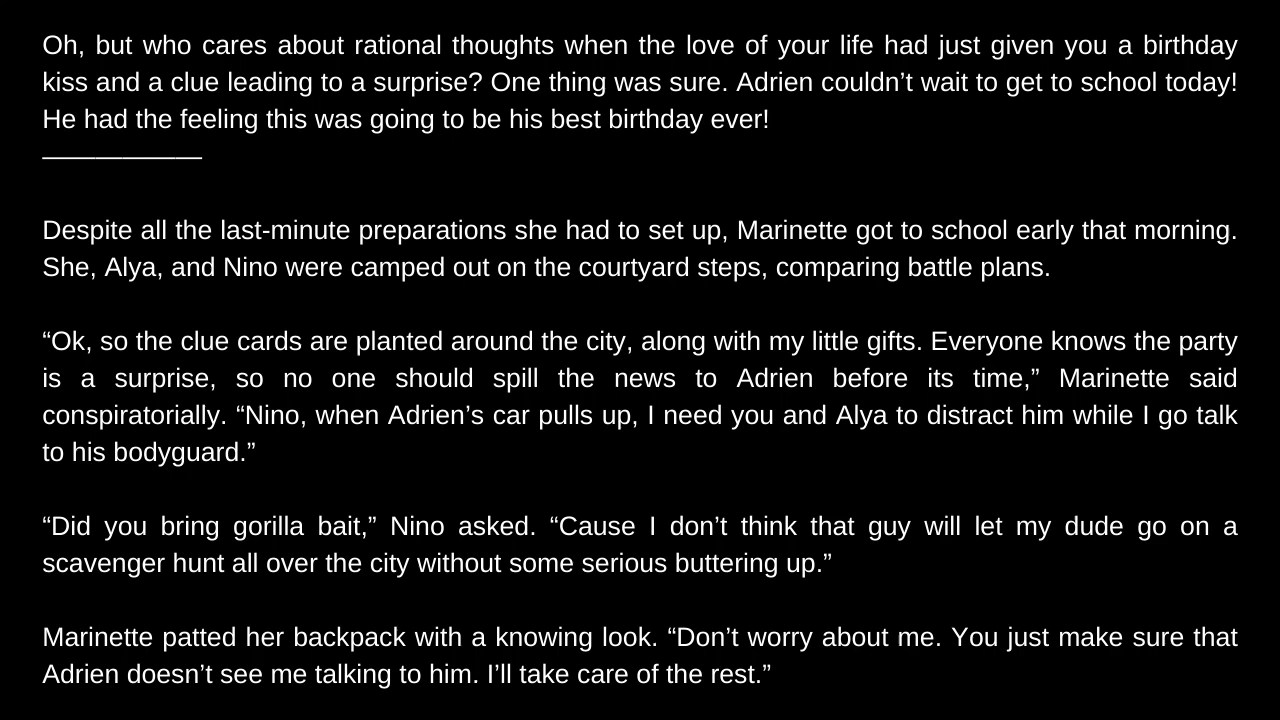 Oh, but who cares about rational thoughts when the love of your life had just given you a birthday
kiss and a clue leading to a surprise? One thing was sure. Adrien couldn’t wait to get to school today!
He had the feeling this was going to be his best birthday ever!
——————
Despite all the last-minute preparations she had to set up, Marinette got to school early that morning.
She, Alya, and Nino were camped out on the courtyard steps, comparing battle plans.
“Ok, so the clue cards are planted around the city, along with my little gifts. Everyone knows the party
is a surprise, so no one should spill the news to Adrien before its time,” Marinette said
conspiratorially. “Nino, when Adrien’s car pulls up, I need you and Alya to distract him while I go talk
to his bodyguard.”
“Did you bring gorilla bait,” Nino asked. “Cause I don’t think that guy will let my dude go on a
scavenger hunt all over the city without some serious buttering up.”
Marinette patted her backpack with a knowing look. “Don’t worry about me. You just make sure that
Adrien doesn’t see me talking to him. I’ll take care of the rest.”